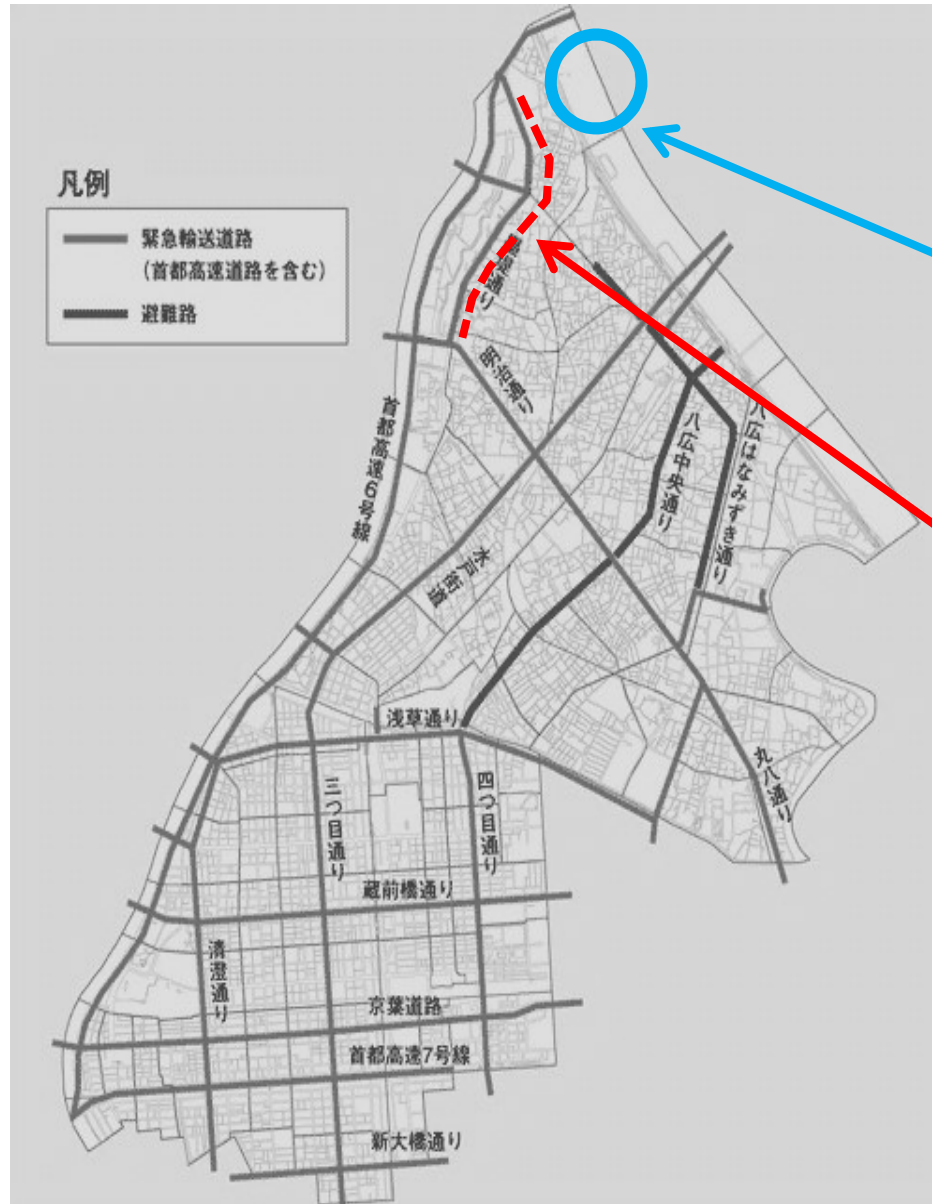 凡例
緊急輸送道路
(首都高速道路を含む)
避難路
通り
明治通り
首都高速6号線
八広中央通り
八広はなみずき通り
水戸街道
浅草通り
三つ目通り
四つ目通り
丸八通り
蔵前橋通り
清澄通り
京葉道路
首都高速7号線
新大橋通り